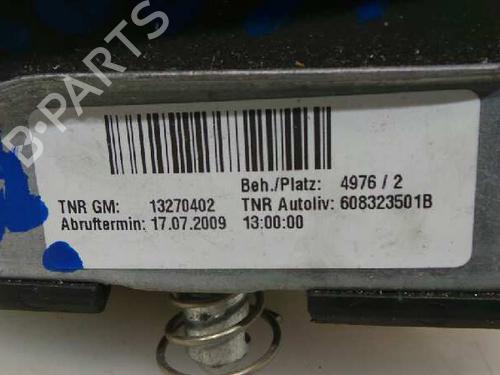 Beh./Platz: 4976 / 2
TNR GM: 13270402 TNR Autoliv: 608323501B
Abruftermin: 17.07.2009 13:00:00
B-PARTS